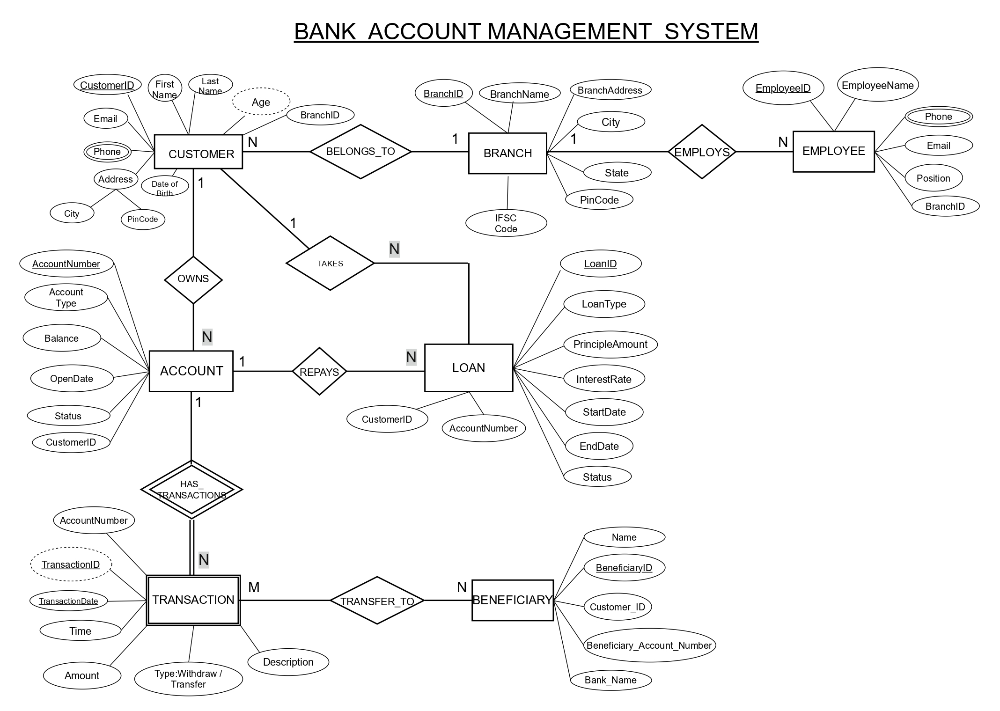 BANK  ACCOUNT MANAGEMENT  SYSTEM
CustomerID
First
Name
Last
Name
Age
BranchID
Email
Phone
Address
City
PinCode
Date of
Birth
CUSTOMER
N
BELONGS_TO
1
BranchID
BranchName
BranchAddress
City
State
PinCode
IFSC
Code
BRANCH
1
EMPLOYS
N
EmployeeID
EmployeeName
Phone
Email
Position
BranchID
EMPLOYEE
1
OWNS
N
1
TAKES
N
AccountNumber
Account
Type
Balance
OpenDate
Status
CustomerID
ACCOUNT
1
REPAYS
N
LOAN
CustomerID
AccountNumber
LoanID
LoanType
PrincipleAmount
InterestRate
StartDate
EndDate
Status
1
HAS_
TRANSACTIONS
N
AccountNumber
TransactionID
TransactionDate
Time
Amount
Type:Withdraw /
Transfer
Description
TRANSACTION
M
TRANSFER_TO
N
BENEFICIARY
Name
BeneficiaryID
Customer_ID
Beneficiary_Account_Number
Bank_Name